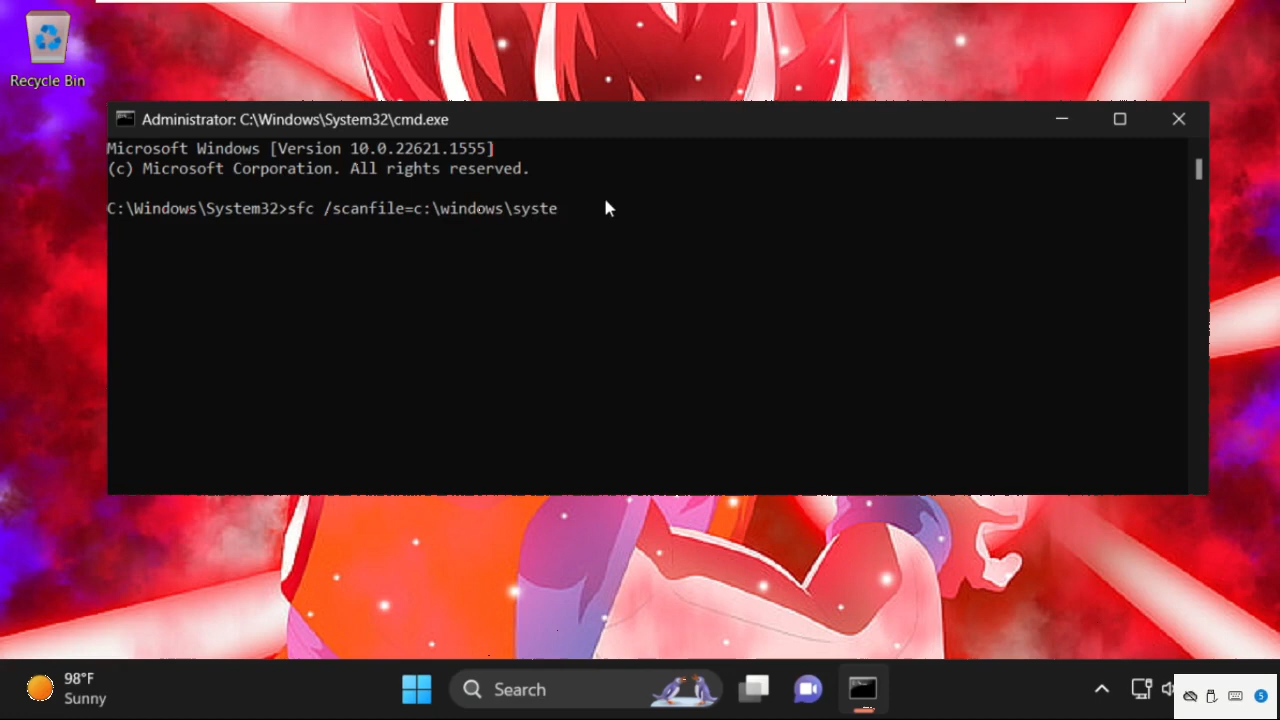 Recycle Bin
Administrator: C:\Windows\System32\cmd.exe
Microsoft Windows [Version 10.0.22621.1555]
(c) Microsoft Corporation. All rights reserved.
C:\Windows\System32>sfc /scanfile=c:\windows\syste
98°F
Sunny
Search
5